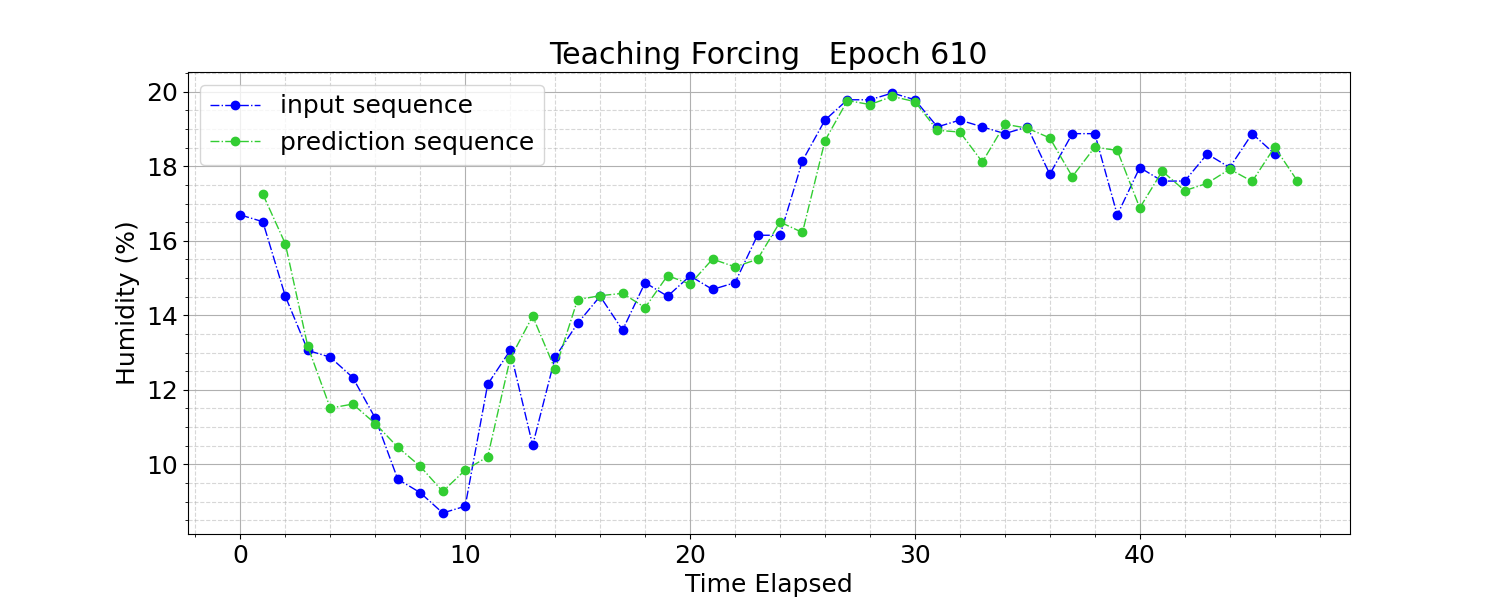 Teaching Forcing   Epoch 610
input sequence
prediction sequence
Humidity (%)
20
18
16
14
12
10
0 10 20 30 40
Time Elapsed